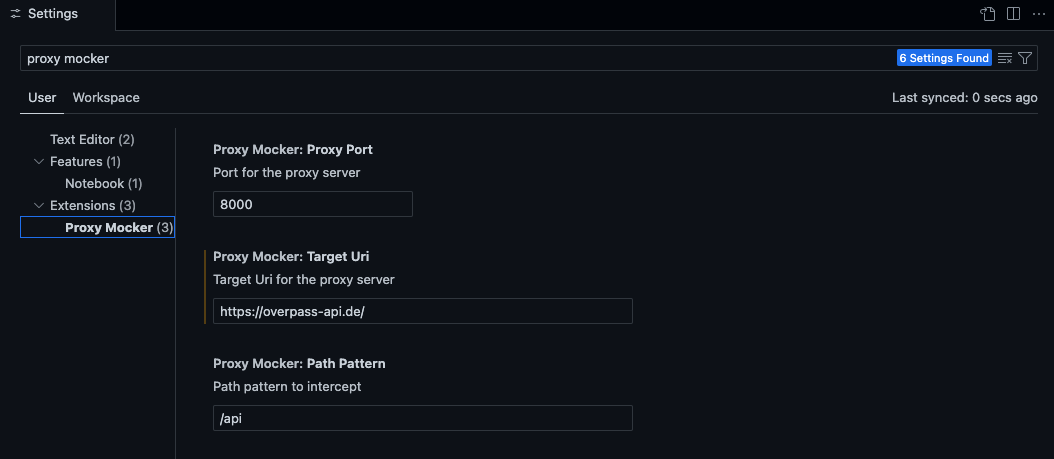 Settings
proxy mocker
6 Settings Found
User Workspace
Last synced: 0 secs ago
Text Editor (2)
Features (1)
Notebook (1)
Extensions (3)
Proxy Mocker (3)
Proxy Mocker: Proxy Port
Port for the proxy server
8000
Proxy Mocker: Target Uri
Target Uri for the proxy server
https://overpass-api.de/
Proxy Mocker: Path Pattern
Path pattern to intercept
/api